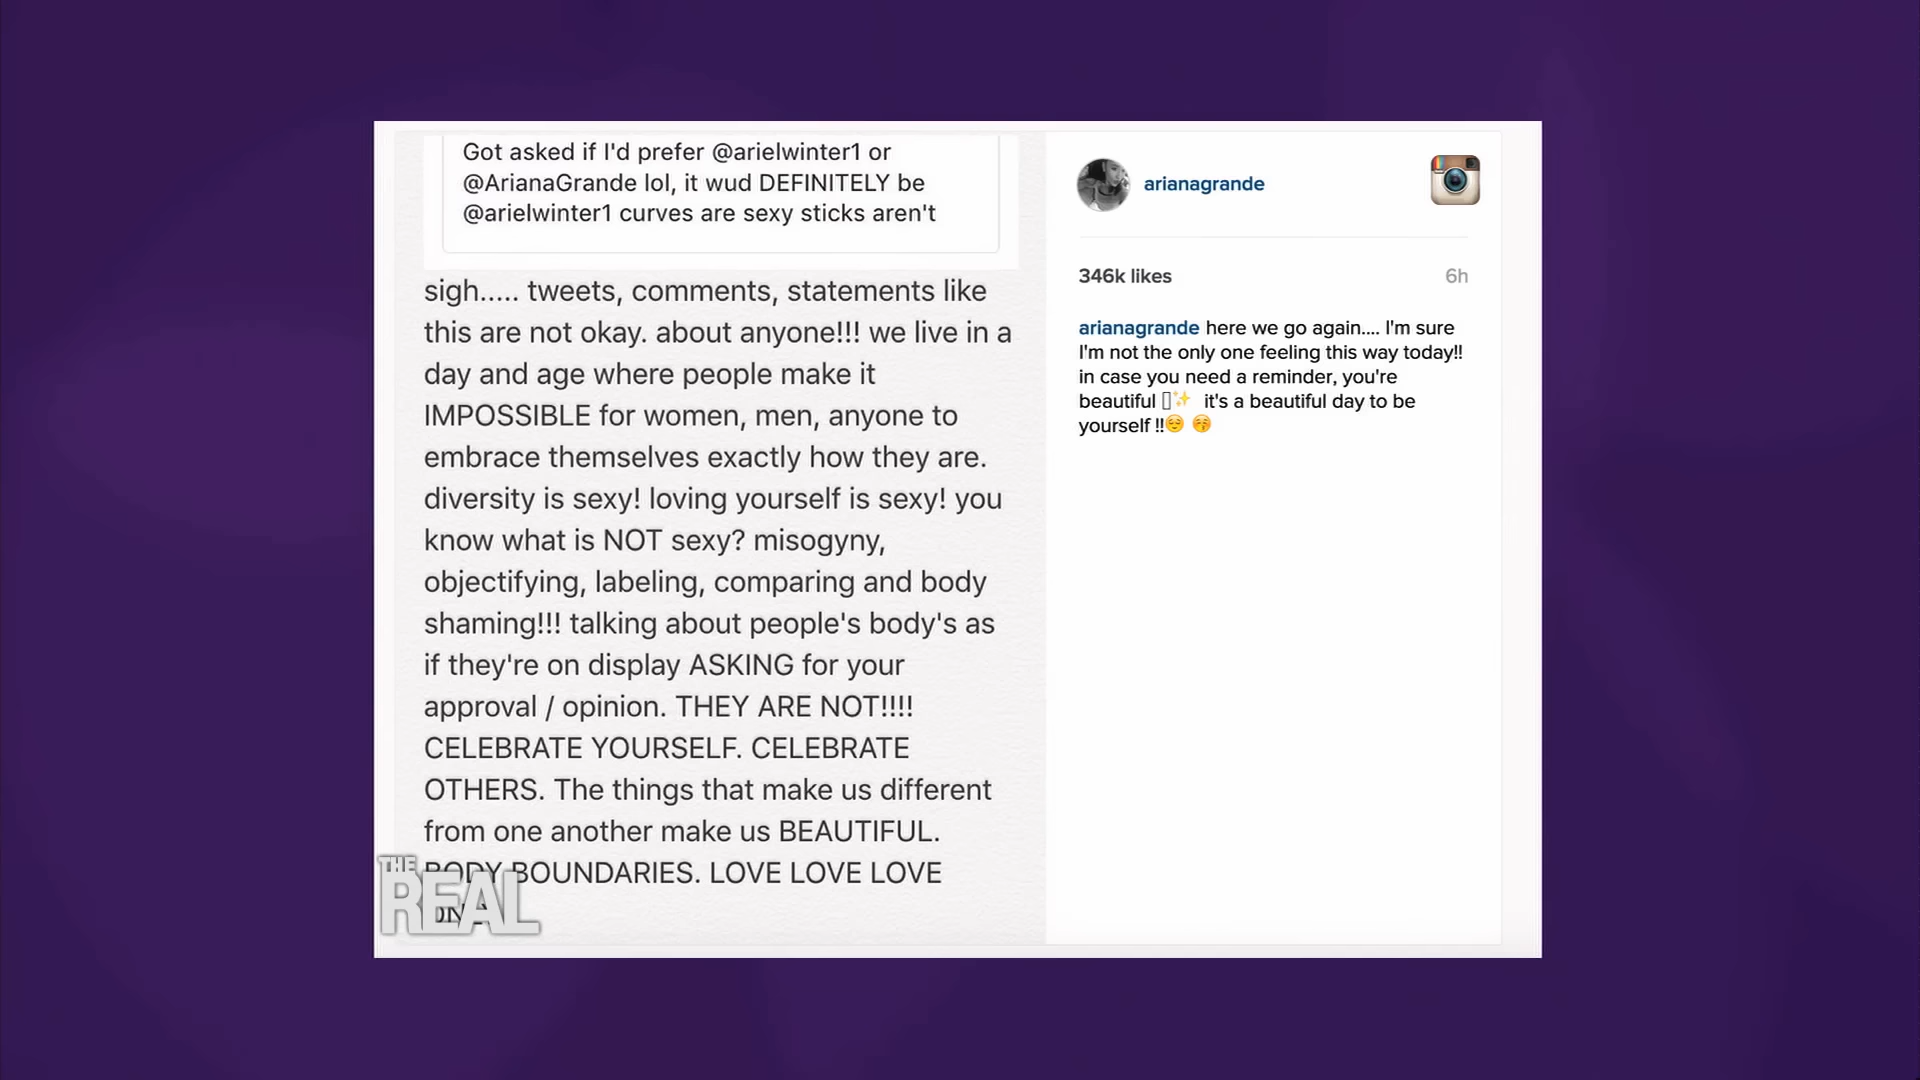 Got asked if I'd prefer @arielwinter1 or
@ArianaGrande lol, it wud DEFINITELY be
@arielwinter1 curves are sexy sticks aren't
sigh..... tweets, comments, statements like
this are not okay. about anyone!!! we live in a
day and age where people make it
IMPOSSIBLE for women, men, anyone to
embrace themselves exactly how they are.
diversity is sexy! loving yourself is sexy! you
know what is NOT sexy? misogyny,
objectifying, labeling, comparing and body
shaming!!! talking about people's body's as
if they're on display ASKING for your
approval / opinion. THEY ARE NOT!!!!
CELEBRATE YOURSELF. CELEBRATE
OTHERS. The things that make us different
from one another make us BEAUTIFUL.
BODY BOUNDARIES. LOVE LOVE LOVE
THE
REAL
arianagrande
346k likes 6h
arianagrande here we go again.... I'm sure
I'm not the only one feeling this way today!!
in case you need a reminder, you're
beautiful ✨ it's a beautiful day to be
yourself !!😌 😚